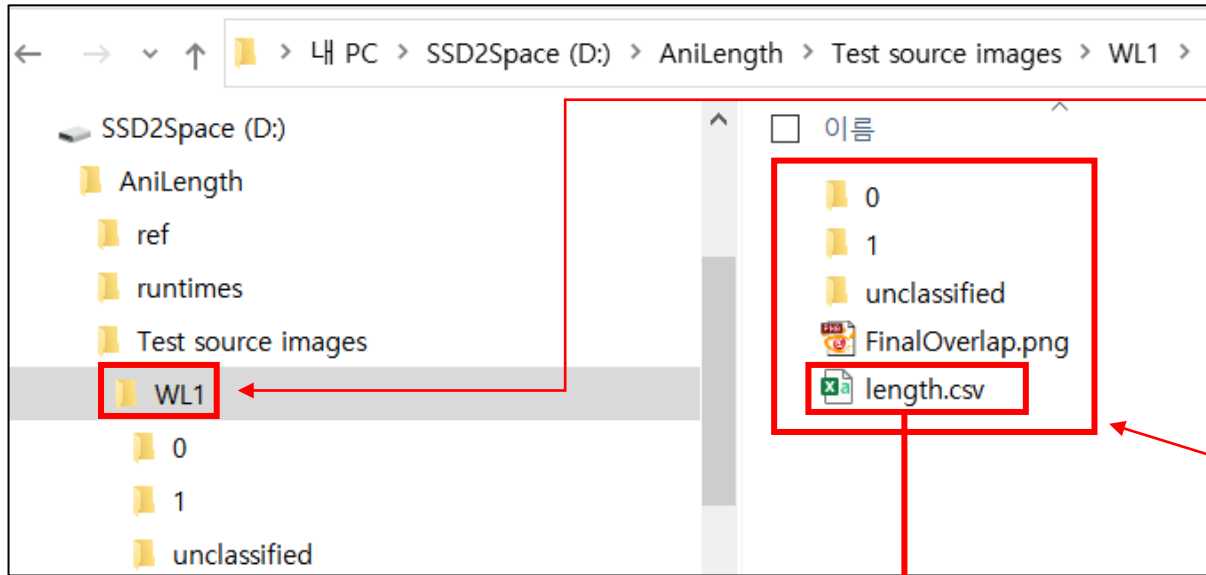 내 PC > SSD2Space (D:) > AniLength > Test source images > WL1 >
SSD2Space (D:)
AniLength
ref
runtimes
Test source images
WL1
0
1
unclassified
이름
0
1
unclassified
FinalOverlap.png
length.csv